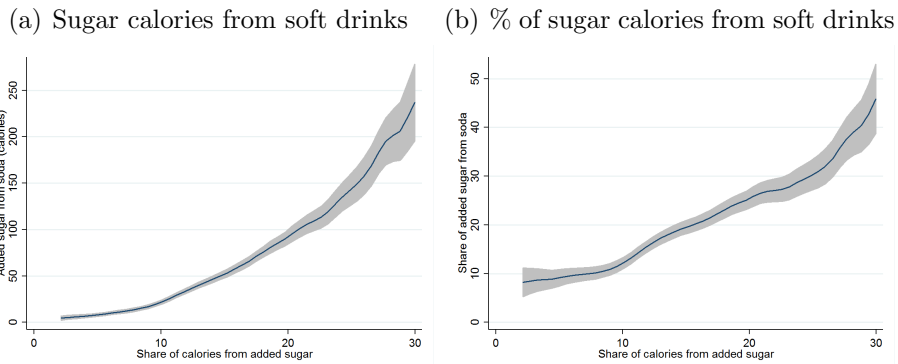 (a) Sugar calories from soft drinks
250
200
150
100
50
0
Added sugar from soda (calories)
0 10 20 30
Share of calories from added sugar
(b) % of sugar calories from soft drinks
50
40
30
20
10
0
Share of added sugar from soda
0 10 20 30
Share of calories from added sugar